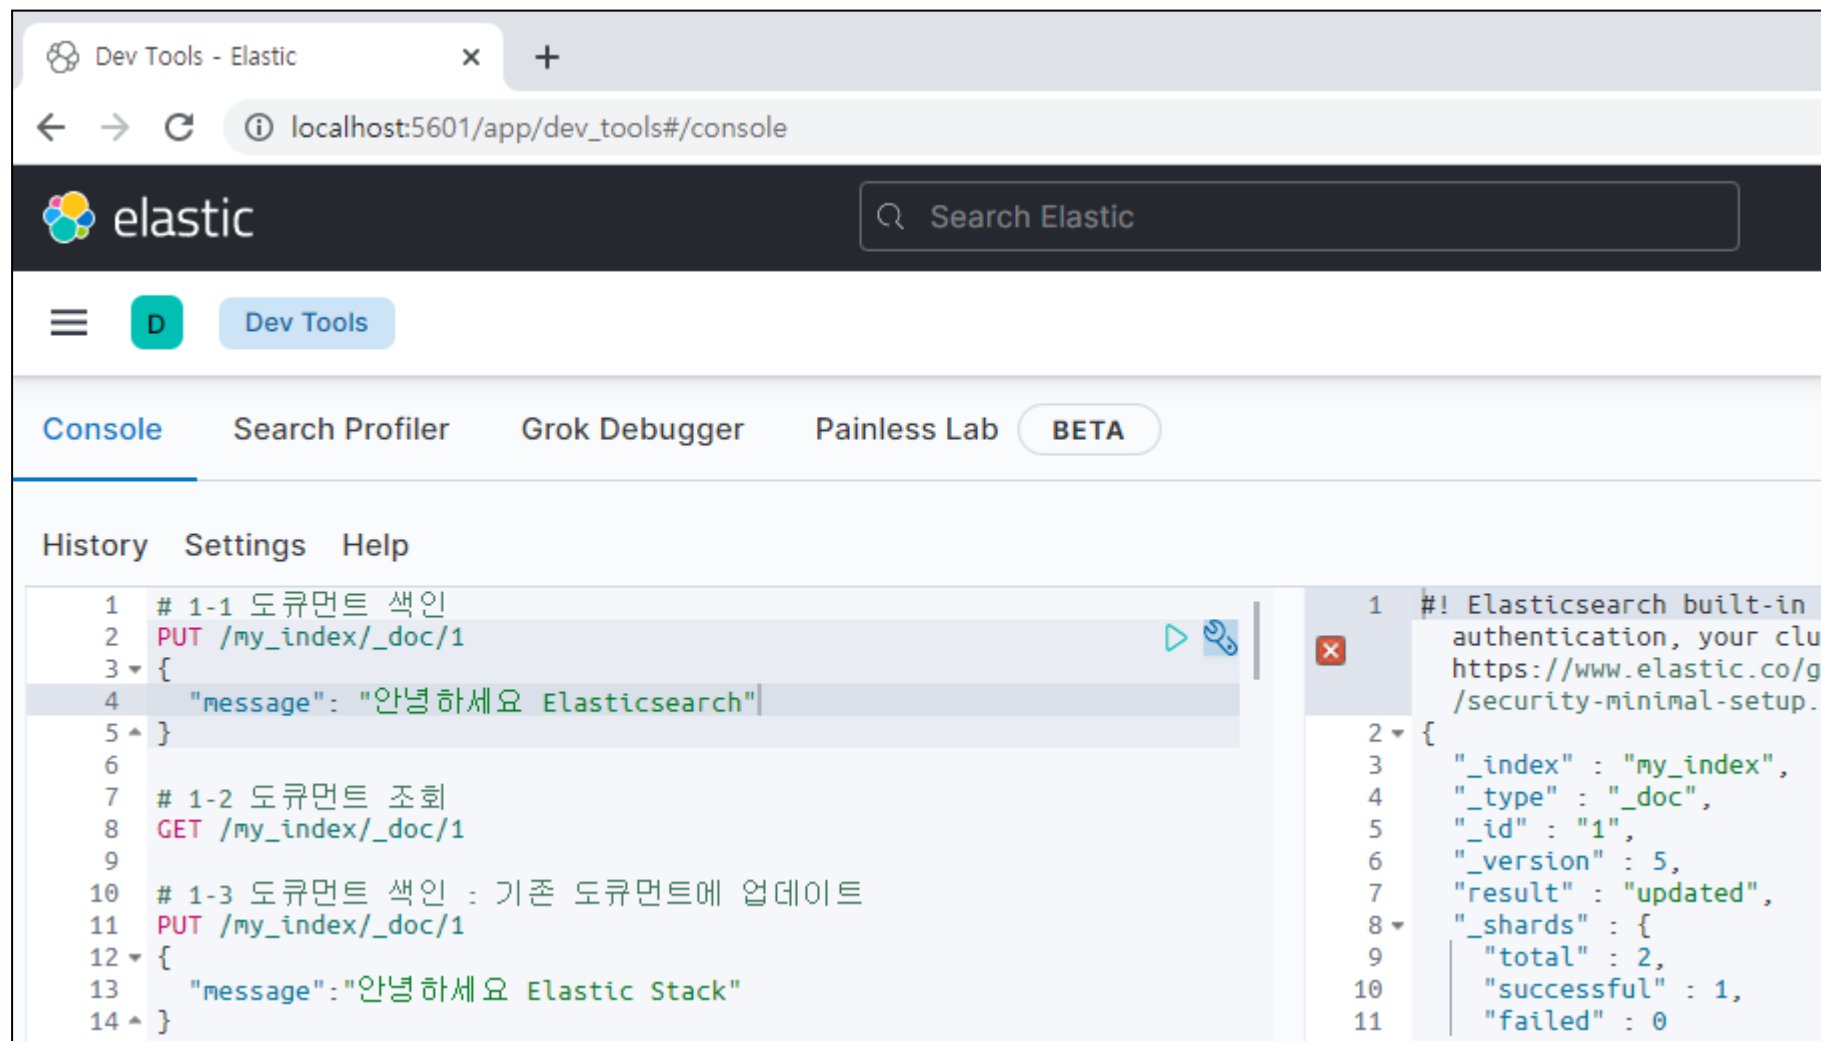 Dev Tools - Elastic
localhost:5601/app/dev_tools#/console
elastic
Search Elastic
D
Dev Tools
Console Search Profiler Grok Debugger Painless Lab BETA
History Settings Help
1 # 1-1 도큐먼트 색인
2 PUT /my_index/_doc/1
3 {
4 "message": "안녕하세요 Elasticsearch"
5 }
6
7 # 1-2 도큐먼트 조회
8 GET /my_index/_doc/1
9
10 # 1-3 도큐먼트 색인 : 기존 도큐먼트에 업데이트
11 PUT /my_index/_doc/1
12 {
13 "message":"안녕하세요 Elastic Stack"
14 }
1 #! Elasticsearch built-in
authentication, your clu
https://www.elastic.co/g
/security-minimal-setup.
2 {
3 "_index" : "my_index",
4 "_type" : "_doc",
5 "_id" : "1",
6 "_version" : 5,
7 "result" : "updated",
8 "_shards" : {
9 "total" : 2,
10 "successful" : 1,
11 "failed" : 0